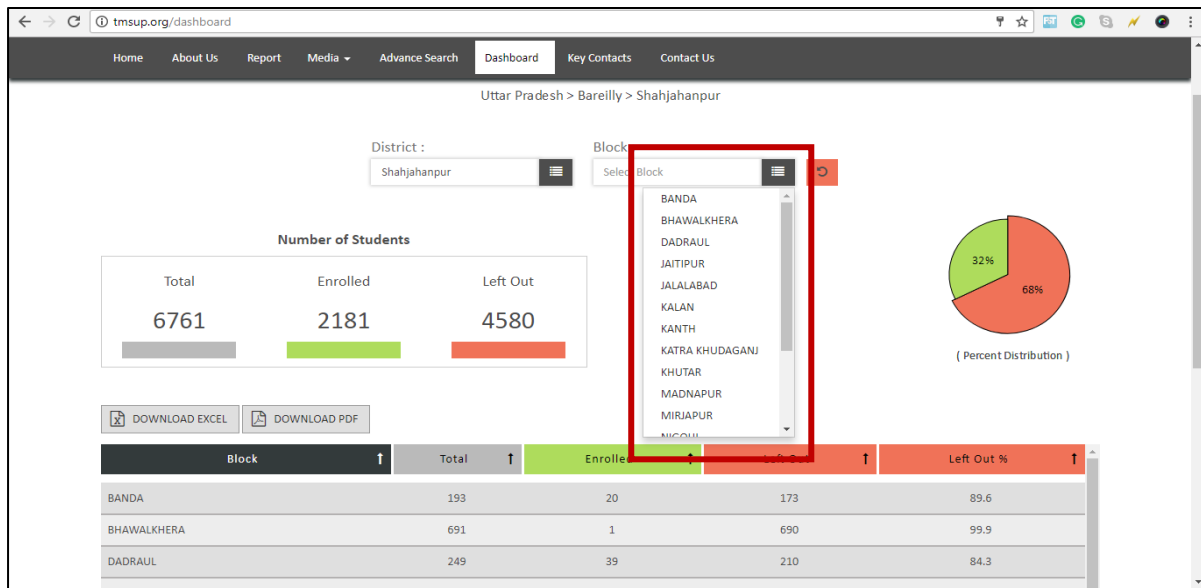 tmsup.org/dashboard
Home About Us Report Media Advance Search Dashboard Key Contacts Contact Us
Uttar Pradesh > Bareilly > Shahjahanpur
District :
Block
Shahjahanpur
Select Block
BANDA
BHAWALKHERA
DADRAUL
JAITIPUR
JALALABAD
KALAN
KANTH
KATRA KHUDAGANJ
KHUTAR
MADNAPUR
MIRJAPUR
Number of Students
Total Enrolled Left Out
6761 2181 4580
32%
68%
( Percent Distribution )
DOWNLOAD EXCEL DOWNLOAD PDF
Block Total Enrolled Left Out Left Out %
BANDA 193 20 173 89.6
BHAWALKHERA 691 1 690 99.9
DADRAUL 249 39 210 84.3